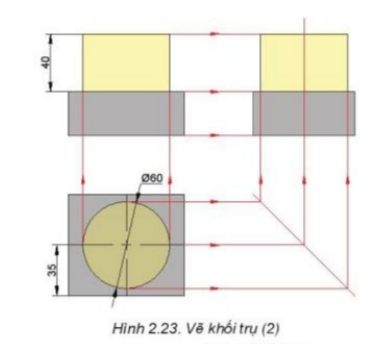 40
Ø60
35
Hình 2.23. Vẽ khối trụ (2)